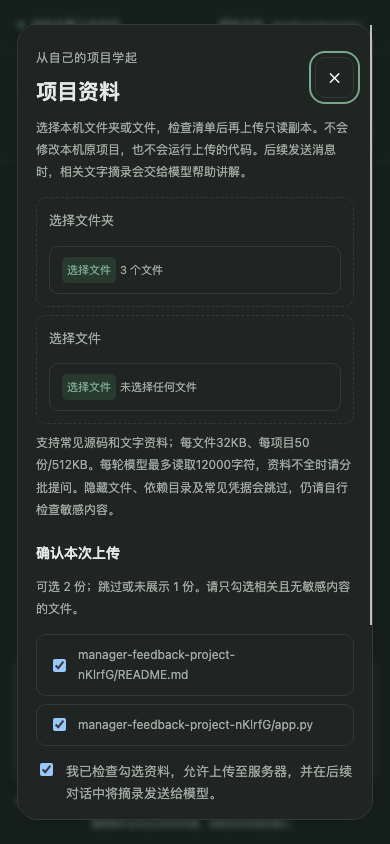 从自己的项目学起
项目资料
选择本机文件夹或文件，检查清单后再上传只读副本。不会
修改本机原项目，也不会运行上传的代码。后续发送消息
时，相关文字摘录会交给模型帮助讲解。
选择文件夹
选择文件 3 个文件
选择文件
选择文件 未选择任何文件
支持常见源码和文字资料；每文件32KB、每项目50
份/512KB。每轮模型最多读取12000字符，资料不全时请分
批提问。隐藏文件、依赖目录及常见凭据会跳过，仍请自行
检查敏感内容。
确认本次上传
可选 2 份；跳过或未展示 1 份。请只勾选相关且无敏感内容
的文件。
manager-feedback-project-
nKlrfG/README.md
manager-feedback-project-nKlrfG/app.py
我已检查勾选资料，允许上传至服务器，并在后续
对话中将摘录发送给模型。